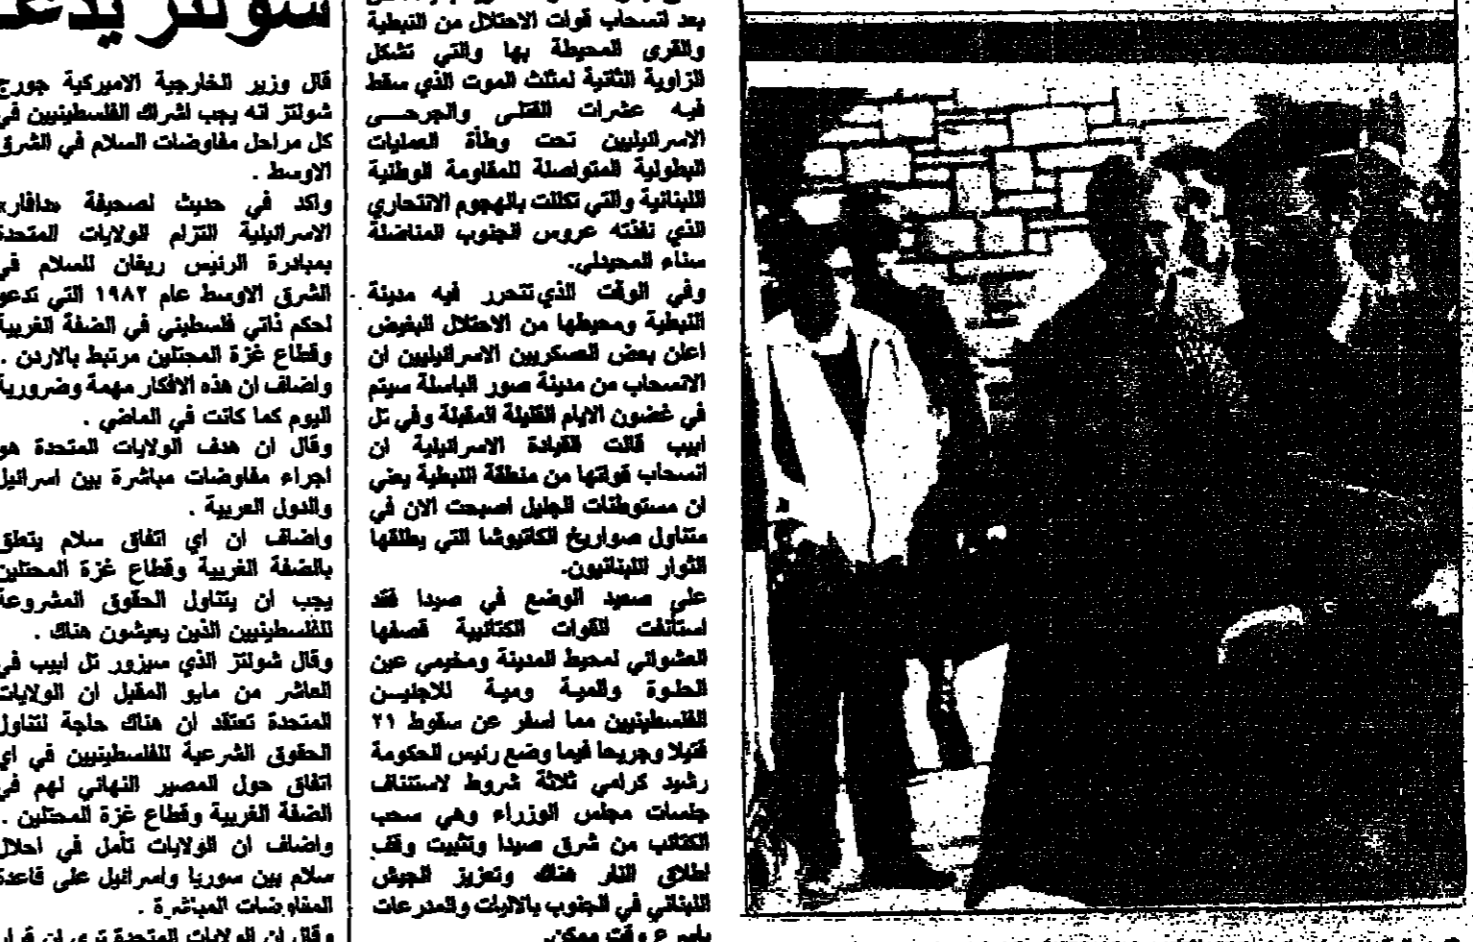 بعد انسحاب قوات الاحتلال من النبطية
والقرى المحيطة بها والتي تشكل
الزاوية الثانية لمثلث الموت الذي سقط
فيه عشرات القتلى والجرحى
الاسرائيليين تحت وطأة العمليات
البطولية المتواصلة للمقاومة الوطنية
اللبنانية والتي تكللت بالهجوم الانتحاري
الذي نفذته عروس الجنوب المناضلة
سناء المحيدلي.
وفي الوقت الذي تتحرر فيه مدينة
النبطية ومحيطها من الاحتلال البغيض
اعلن بعض العسكريين الاسرائيليين ان
الانسحاب من مدينة صور الباسلة سيتم
في غضون الايام القليلة المقبلة وفي تل
ابيب قالت القيادة الاسرائيلية ان
انسحاب قواتها من منطقة النبطية يعني
ان مستوطنات الجليل اصبحت الان في
متناول صواريخ الكاتيوشا التي يطلقها
الثوار اللبنانيون.
على صعيد الوضع في صيدا فقد
استأنفت القوات الكتائبية قصفها
العشوائي لمحيط المدينة ومخيمي عين
الحلوة والمية ومية للاجئين
الفلسطينيين مما اسفر عن سقوط ٢١
قتيلا وجريحا فيما وضع رئيس الحكومة
رشيد كرامي ثلاثة شروط لاستئناف
جلسات مجلس الوزراء وهي سحب
الكتائب من شرق صيدا وتثبيت وقف
اطلاق النار هناك وتعزيز الجيش
اللبناني في الجنوب بالاليات والمدرعات
باسرع وقت ممكن.
شولتز يدعـ
قال وزير الخارجية الاميركية جورج
شولتز انه يجب اشراك الفلسطينيين في
كل مراحل مفاوضات السلام في الشرق
الاوسط .
واكد في حديث لصحيفة «دافار»
الاسرائيلية التزام الولايات المتحدة
بمبادرة الرئيس ريغان للسلام في
الشرق الاوسط عام ١٩٨٢ التي تدعو
لحكم ذاتي فلسطيني في الضفة الغربية
وقطاع غزة المحتلين مرتبط بالاردن .
واضاف ان هذه الافكار مهمة وضرورية
اليوم كما كانت في الماضي .
وقال ان هدف الولايات المتحدة هو
اجراء مفاوضات مباشرة بين اسرائيل
والدول العربية .
واضاف ان اي اتفاق سلام يتعلق
بالضفة الغربية وقطاع غزة المحتلين
يجب ان يتناول الحقوق المشروعة
للفلسطينيين الذين يعيشون هناك .
وقال شولتز الذي سيزور تل ابيب في
العاشر من مايو المقبل ان الولايات
المتحدة تعتقد ان هناك حاجة لتناول
الحقوق الشرعية للفلسطينيين في اي
اتفاق حول المصير النهائي لهم في
الضفة الغربية وقطاع غزة المحتلين .
واضاف ان الولايات تأمل في احلال
سلام بين سوريا واسرائيل على قاعدة
المفاوضات المباشرة .
وقال ان الولايات المتحدة ترى ان قرار